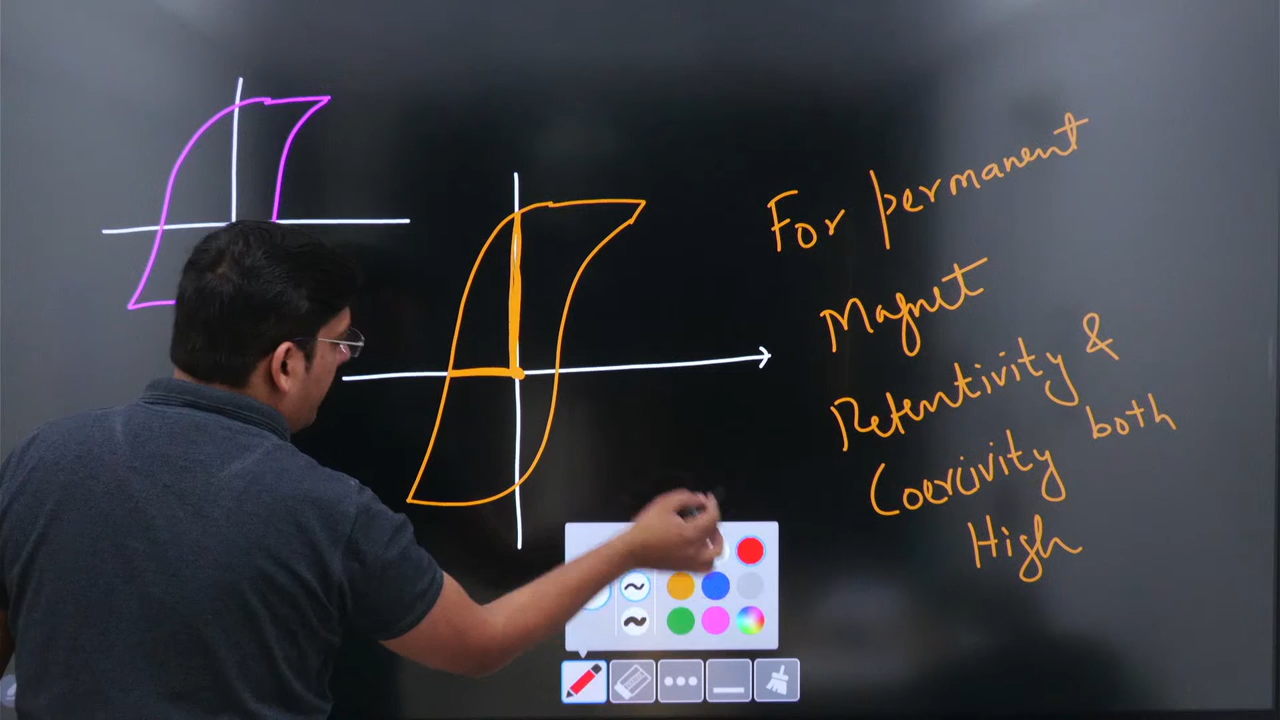 For permanent
Magnet
Retentivity &
Coercivity both
High